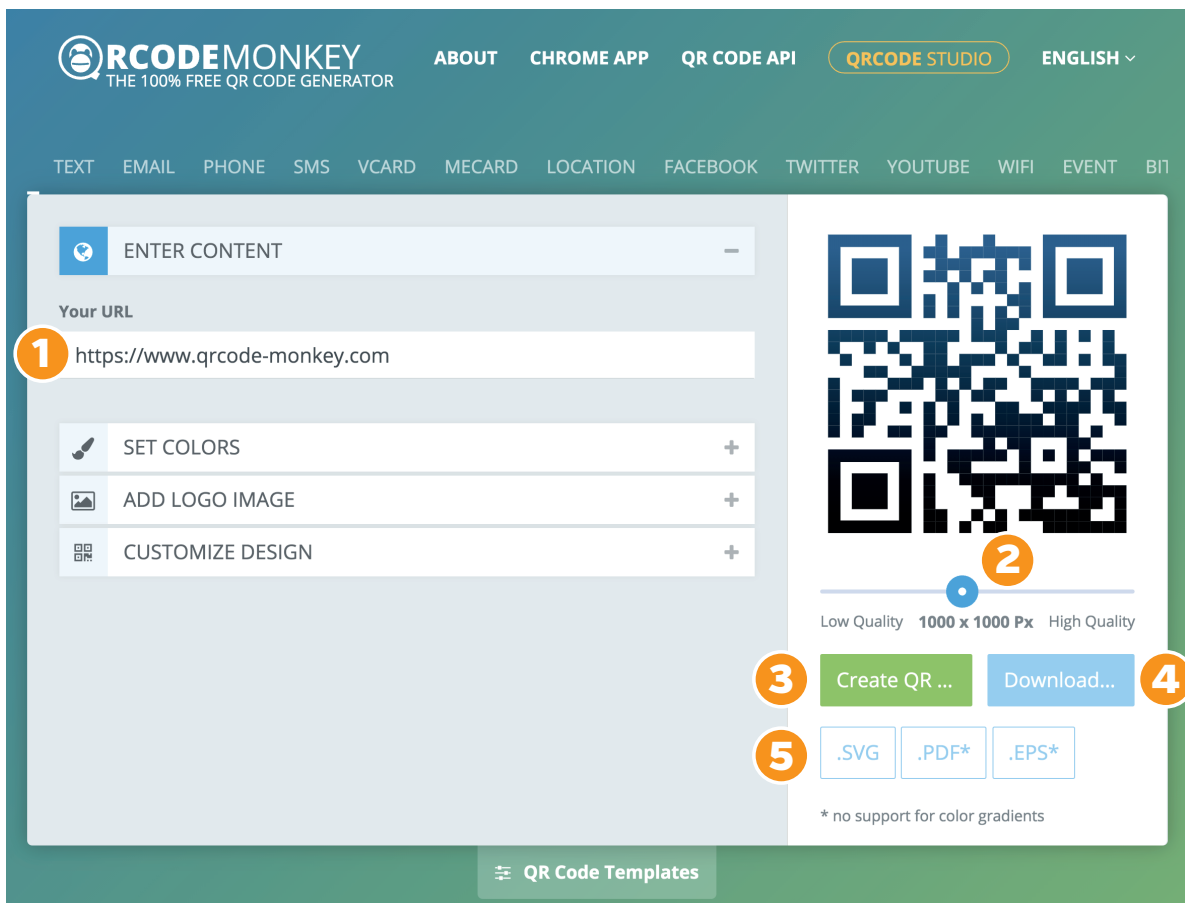 QRCODEMONKEY
THE 100% FREE QR CODE GENERATOR
ABOUT CHROME APP QR CODE API QRCODE STUDIO ENGLISH
TEXT EMAIL PHONE SMS VCARD MECARD LOCATION FACEBOOK TWITTER YOUTUBE WIFI EVENT BIT
ENTER CONTENT
Your URL
1
https://www.qrcode-monkey.com
SET COLORS
ADD LOGO IMAGE
CUSTOMIZE DESIGN
2
Low Quality 1000 x 1000 Px High Quality
3 Create QR ... Download... 4
5 .SVG .PDF* .EPS*
* no support for color gradients
QR Code Templates